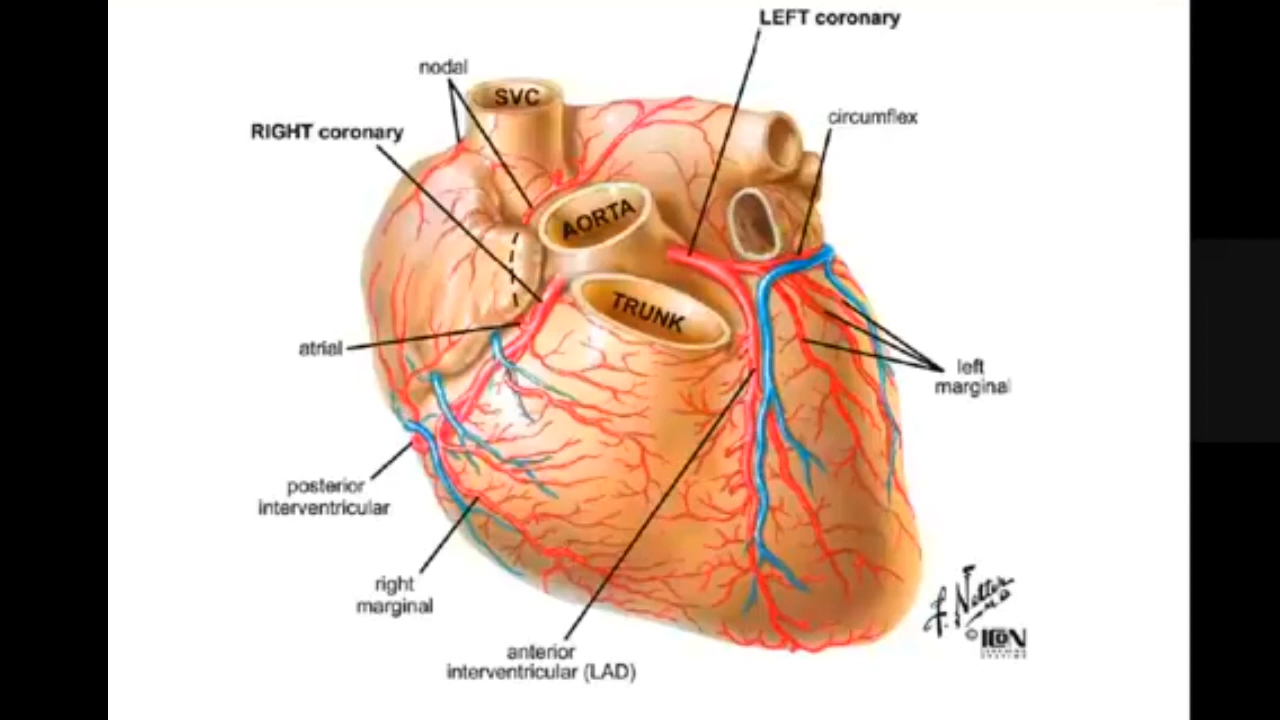 LEFT coronary
nodal
SVC
circumflex
RIGHT coronary
AORTA
TRUNK
atrial
left
marginal
posterior
interventricular
right
marginal
anterior
interventricular (LAD)
F. Netter
M.D.
© ICON